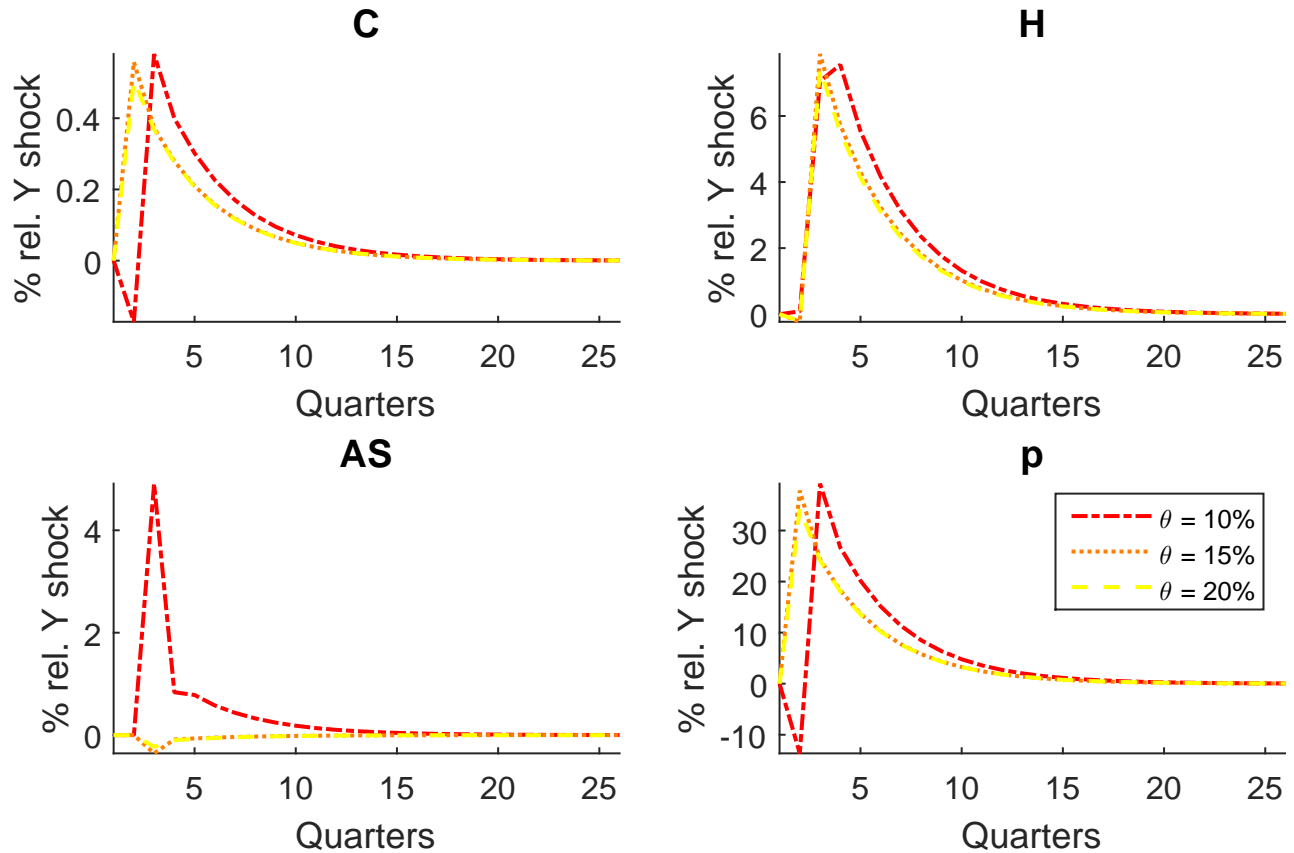 C
% rel. Y shock
0.4
0.2
0
5 10 15 20 25
Quarters
H
% rel. Y shock
6
4
2
0
5 10 15 20 25
Quarters
AS
% rel. Y shock
4
2
0
5 10 15 20 25
Quarters
p
% rel. Y shock
30
20
10
0
-10
5 10 15 20 25
Quarters
θ = 10%
θ = 15%
θ = 20%